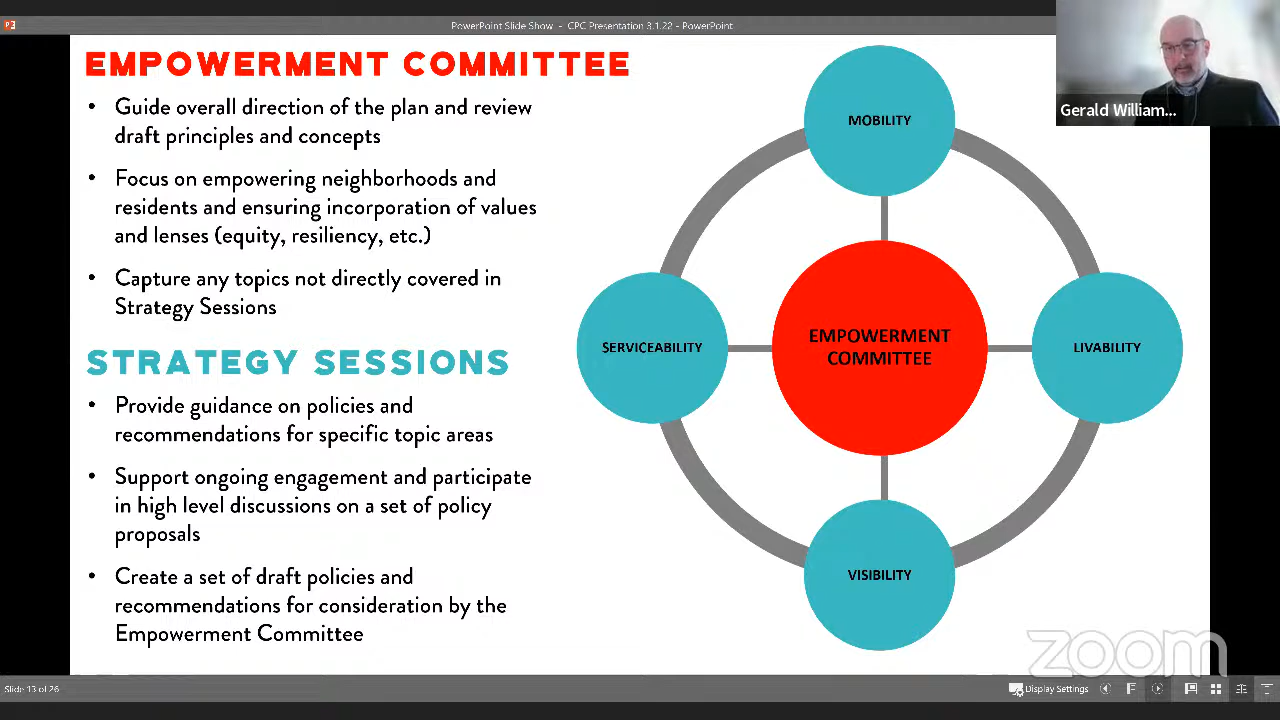 PowerPoint Slide Show - CPC Presentation 3.1.22 - PowerPoint
EMPOWERMENT COMMITTEE
• Guide overall direction of the plan and review
draft principles and concepts
• Focus on empowering neighborhoods and
residents and ensuring incorporation of values
and lenses (equity, resiliency, etc.)
• Capture any topics not directly covered in
Strategy Sessions
STRATEGY SESSIONS
• Provide guidance on policies and
recommendations for specific topic areas
• Support ongoing engagement and participate
in high level discussions on a set of policy
proposals
• Create a set of draft policies and
recommendations for consideration by the
Empowerment Committee
MOBILITY
SERVICEABILITY
EMPOWERMENT
COMMITTEE
LIVABILITY
VISIBILITY
Gerald William...
zoom
Slide 13 of 26
Display Settings